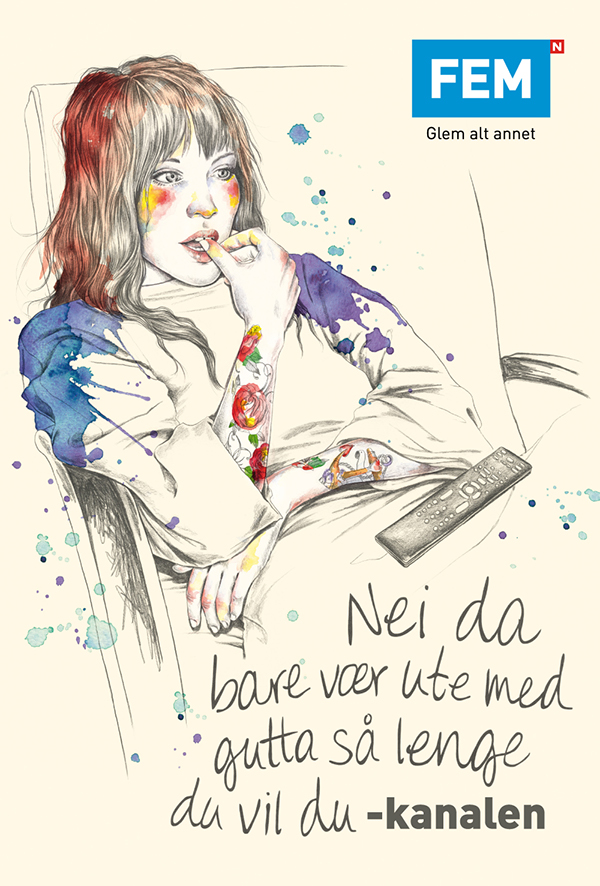 FEM
N
Glem alt annet
Nei da
bare vær ute med
gutta så lenge
du vil du -kanalen